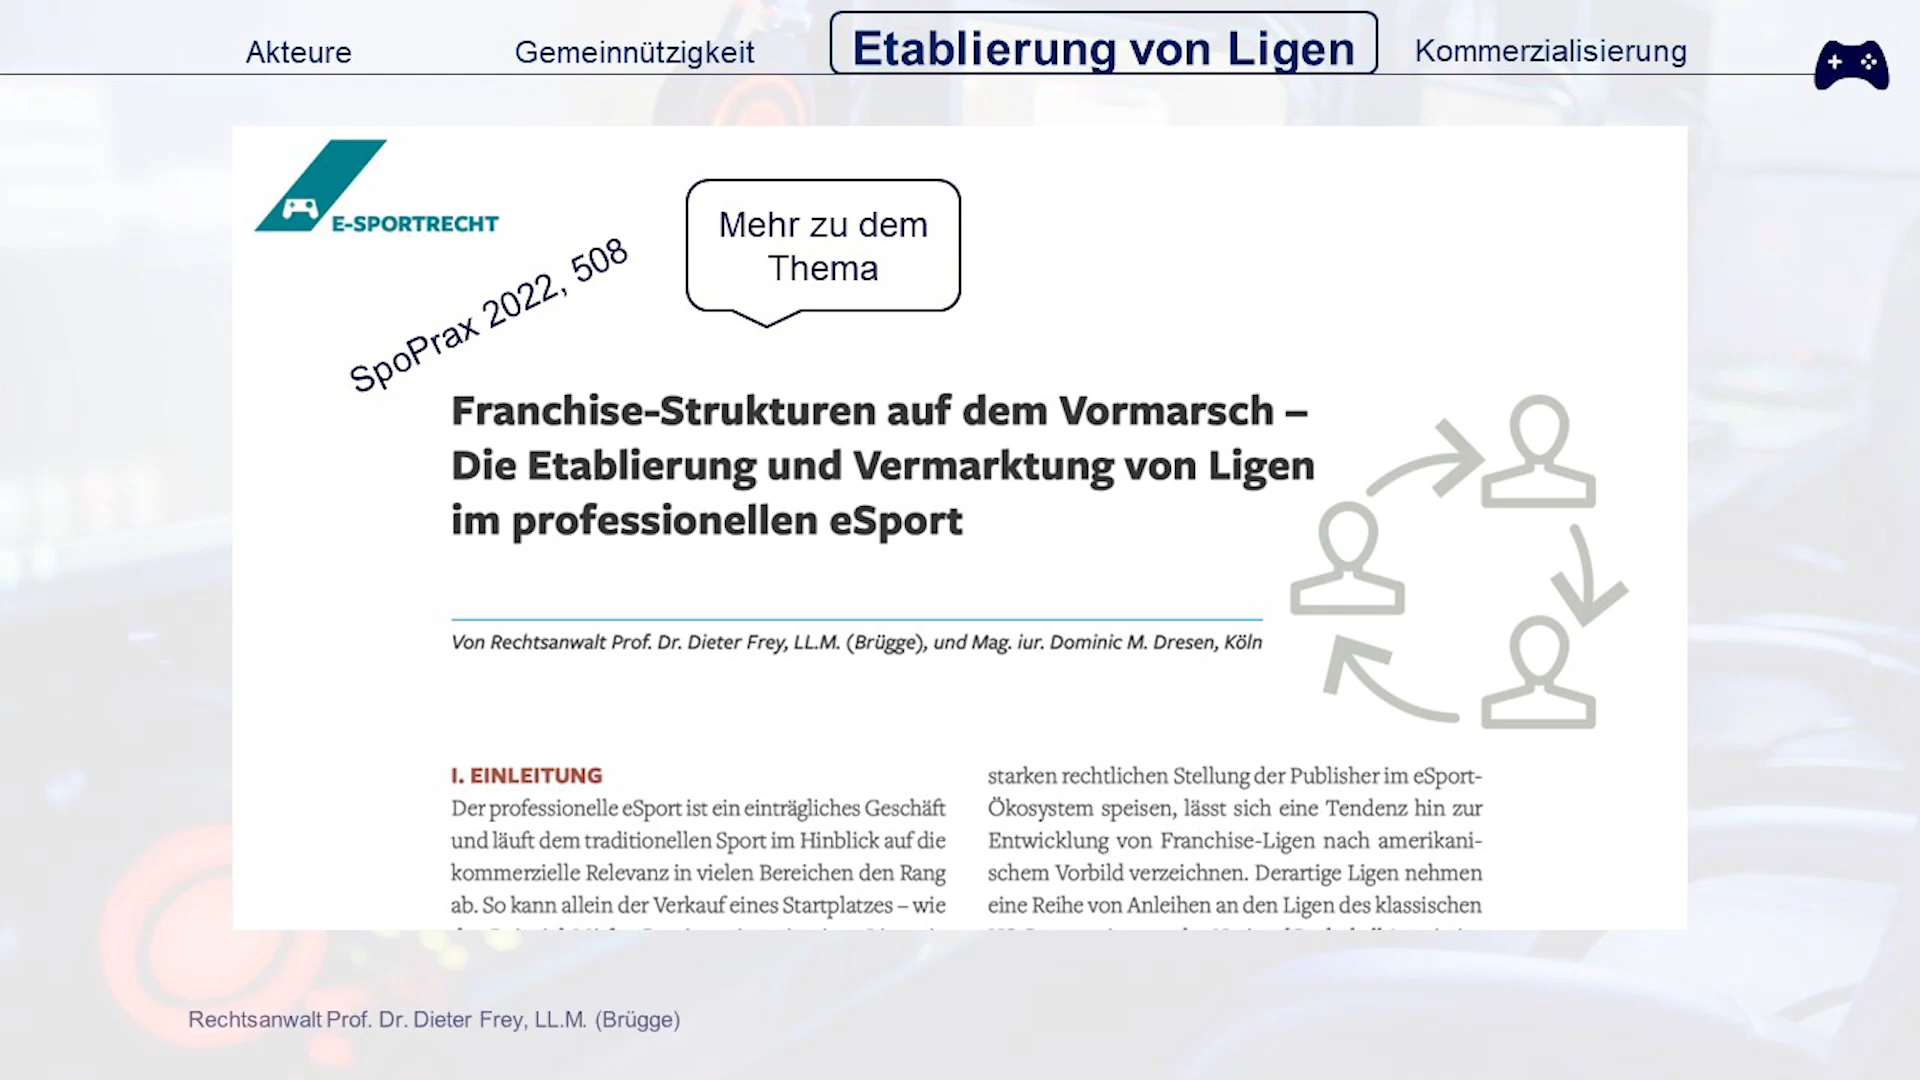 Akteure
Gemeinnützigkeit
Etablierung von Ligen
Kommerzialisierung
E-SPORTRECHT
SpoPrax 2022, 508
Mehr zu dem
Thema
Franchise-Strukturen auf dem Vormarsch –
Die Etablierung und Vermarktung von Ligen
im professionellen eSport
Von Rechtsanwalt Prof. Dr. Dieter Frey, LL.M. (Brügge), und Mag. iur. Dominic M. Dresen, Köln
I. EINLEITUNG
Der professionelle eSport ist ein einträgliches Geschäft
und läuft dem traditionellen Sport im Hinblick auf die
kommerzielle Relevanz in vielen Bereichen den Rang
ab. So kann allein der Verkauf eines Startplatzes – wie
starken rechtlichen Stellung der Publisher im eSport-
Ökosystem speisen, lässt sich eine Tendenz hin zur
Entwicklung von Franchise-Ligen nach amerikani-
schem Vorbild verzeichnen. Derartige Ligen nehmen
eine Reihe von Anleihen an den Ligen des klassischen
Rechtsanwalt Prof. Dr. Dieter Frey, LL.M. (Brügge)